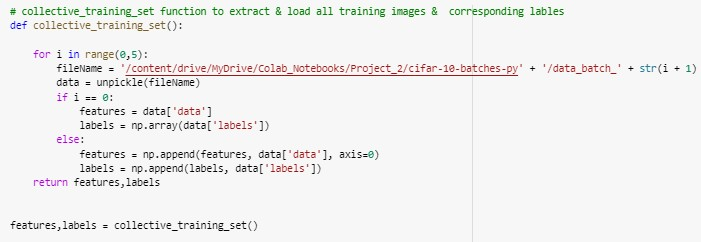 # collective_training_set function to extract & load all training images &  corresponding lables
def collective_training_set():
    for i in range(0,5):
        fileName = '/content/drive/MyDrive/Colab_Notebooks/Project_2/cifar-10-batches-py' + '/data_batch_' + str(i + 1)
        data = unpickle(fileName)
        if i == 0:
            features = data['data']
            labels = np.array(data['labels'])
        else:
            features = np.append(features, data['data'], axis=0)
            labels = np.append(labels, data['labels'])
    return features,labels
features,labels = collective_training_set()